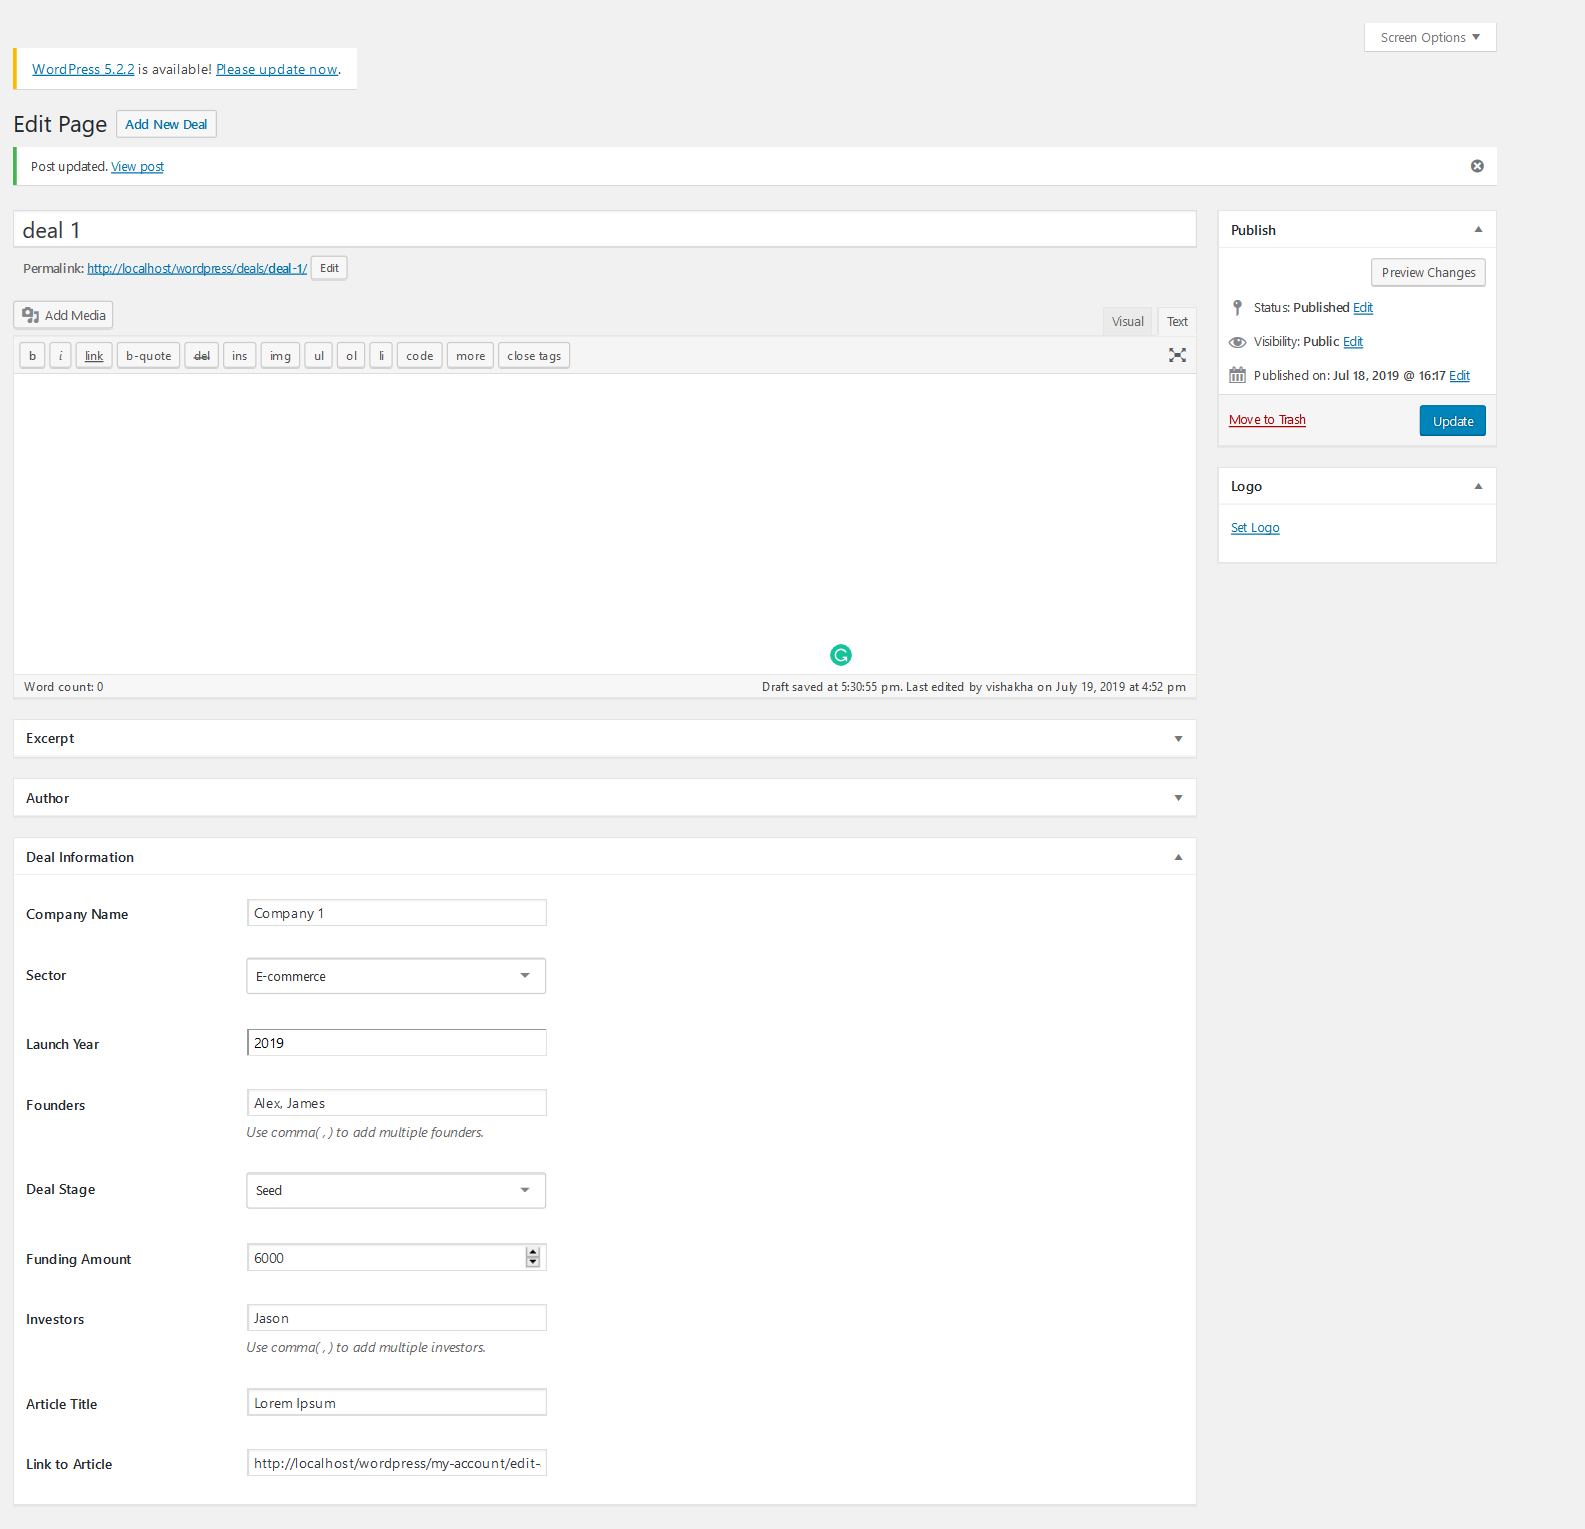 Screen Options
WordPress 5.2.2 is available! Please update now.
Edit Page Add New Deal
Post updated. View post
deal 1
Permalink: http://localhost/wordpress/deals/deal-1/ Edit
Add Media
Visual Text
b i link b-quote del ins img ul ol li code more close tags
Word count: 0
Draft saved at 5:30:55 pm. Last edited by vishakha on July 19, 2019 at 4:52 pm
Excerpt
Author
Deal Information
Company Name Company 1
Sector E-commerce
Launch Year 2019
Founders Alex, James
Use comma( , ) to add multiple founders.
Deal Stage Seed
Funding Amount 6000
Investors Jason
Use comma( , ) to add multiple investors.
Article Title Lorem Ipsum
Link to Article http://localhost/wordpress/my-account/edit-
Publish
Preview Changes
Status: Published Edit
Visibility: Public Edit
Published on: Jul 18, 2019 @ 16:17 Edit
Move to Trash Update
Logo
Set Logo